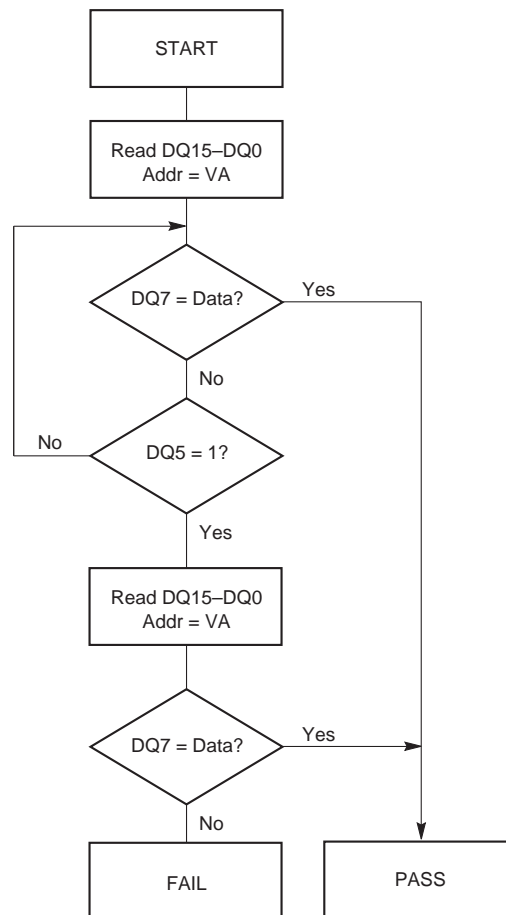 START
Read DQ15–DQ0
Addr = VA
DQ7 = Data?
Yes
No
No
DQ5 = 1?
Yes
Read DQ15–DQ0
Addr = VA
DQ7 = Data?
Yes
No
FAIL
PASS